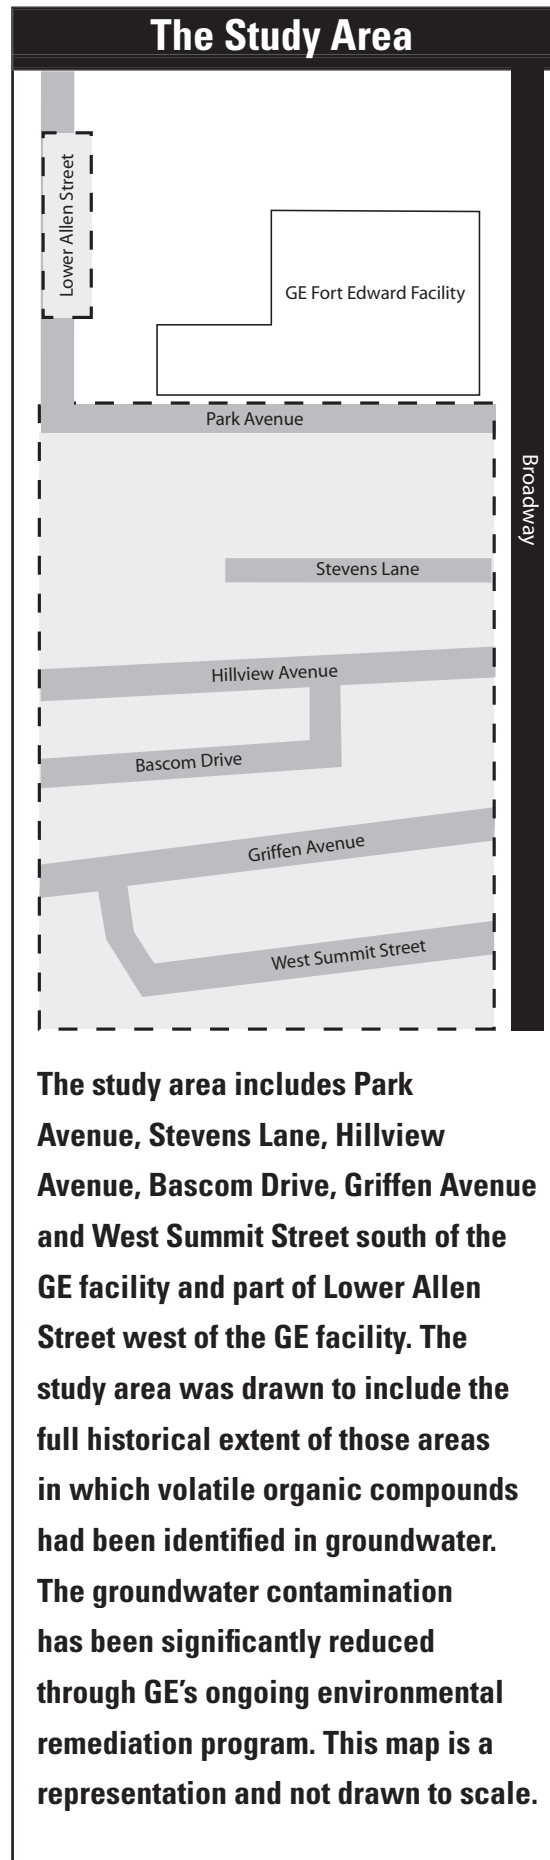 The Study Area
Lower Allen Street
GE Fort Edward Facility
Park Avenue
Broadway
Stevens Lane
Hillview Avenue
Bascom Drive
Griffen Avenue
West Summit Street
The study area includes Park
Avenue, Stevens Lane, Hillview
Avenue, Bascom Drive, Griffen Avenue
and West Summit Street south of the
GE facility and part of Lower Allen
Street west of the GE facility. The
study area was drawn to include the
full historical extent of those areas
in which volatile organic compounds
had been identified in groundwater.
The groundwater contamination
has been significantly reduced
through GE’s ongoing environmental
remediation program. This map is a
representation and not drawn to scale.